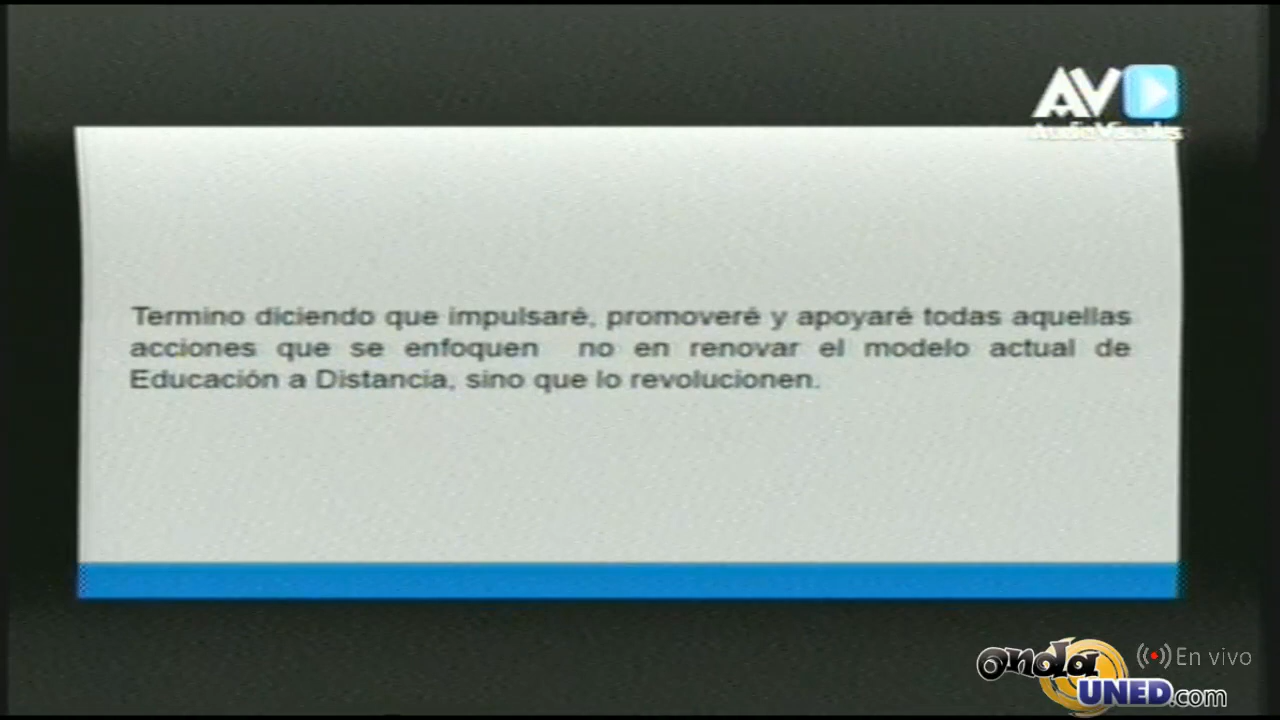 AV
AudioVisuales
Termino diciendo que impulsaré, promoveré y apoyaré todas aquellas
acciones que se enfoquen no en renovar el modelo actual de
Educación a Distancia, sino que lo revolucionen.
onda
En vivo
UNED.com